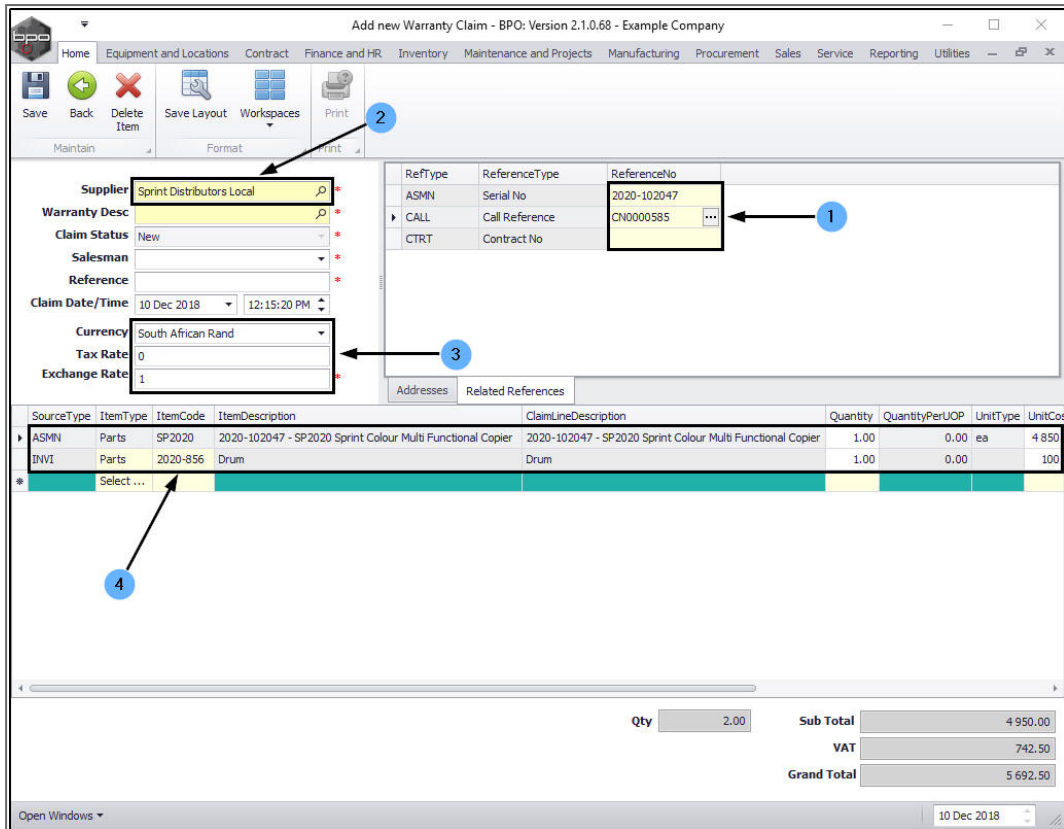 Add new Warranty Claim - BPO: Version 2.1.0.68 - Example Company
bpo
Home Equipment and Locations Contract Finance and HR Inventory Maintenance and Projects Manufacturing Procurement Sales Service Reporting Utilities
Save Back Delete Item Save Layout Workspaces Print
Maintain Format Print
2
Supplier Sprint Distributors Local *
Warranty Desc *
Claim Status New *
Salesman *
Reference *
Claim Date/Time 10 Dec 2018 12:15:20 PM
Currency South African Rand
Tax Rate 0
Exchange Rate 1 *
3
RefType ReferenceType ReferenceNo
ASMN Serial No 2020-102047
CALL Call Reference CN0000585 ...
CTRT Contract No
1
Addresses Related References
SourceType ItemType ItemCode ItemDescription ClaimLineDescription Quantity QuantityPerUOP UnitType UnitCos
ASMN Parts SP2020 2020-102047 - SP2020 Sprint Colour Multi Functional Copier 2020-102047 - SP2020 Sprint Colour Multi Functional Copier 1.00 0.00 ea 4 850
INVI Parts 2020-856 Drum Drum 1.00 0.00 100
Select ...
4
Qty 2.00 Sub Total 4 950.00
VAT 742.50
Grand Total 5 692.50
Open Windows 10 Dec 2018